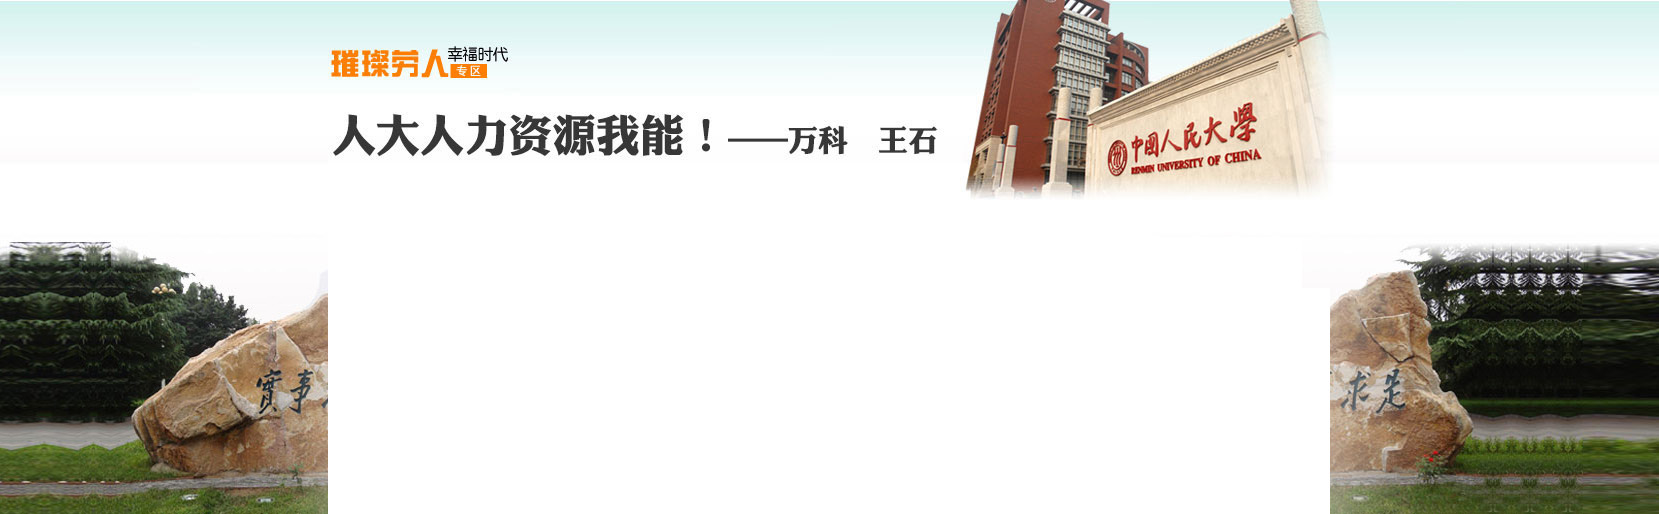 璀璨劳人
幸福时代
专区
人大人力资源我能！——万科　王石
中国人民大学
RENMIN UNIVERSITY OF CHINA
實事
求是